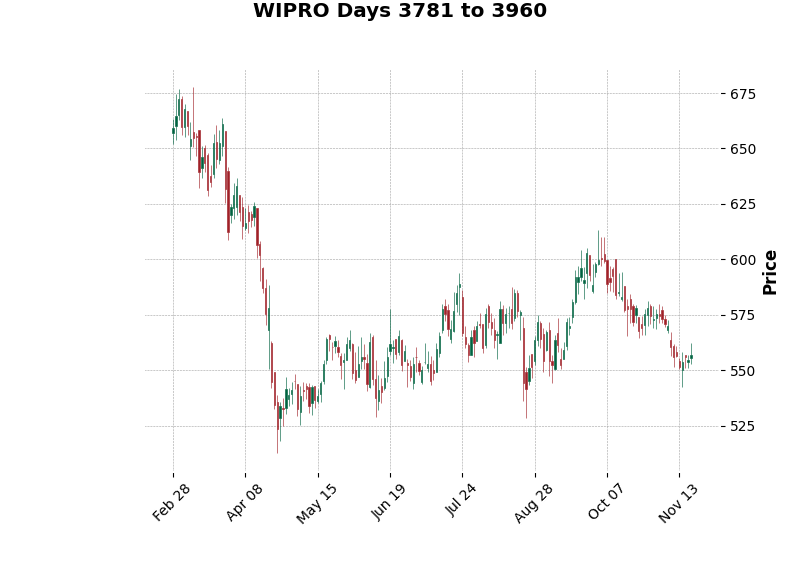 WIPRO Days 3781 to 3960
675
650
625
600
575
550
525
Price
Feb 28
Apr 08
May 15
Jun 19
Jul 24
Aug 28
Oct 07
Nov 13